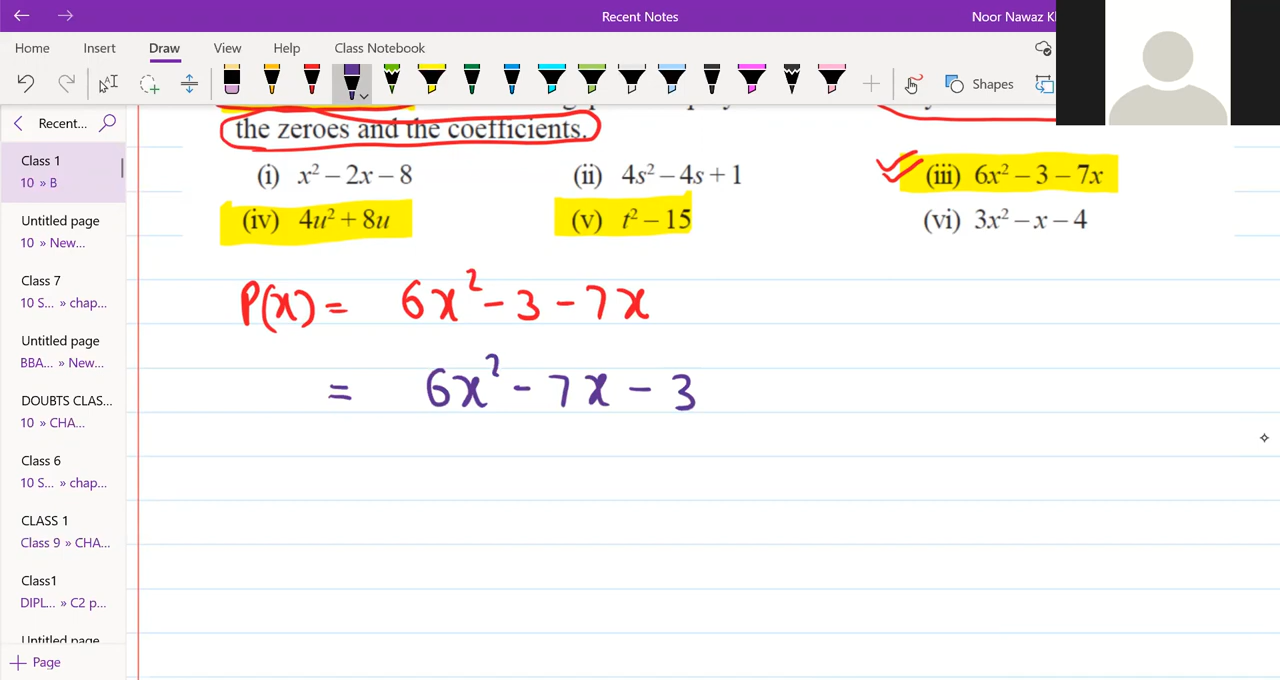 Recent Notes
Noor Nawaz
Home Insert Draw View Help Class Notebook
Shapes
Recent...
Class 1
10 » B
Untitled page
10 » New...
Class 7
10 S... » chap...
Untitled page
BBA... » New...
DOUBTS CLAS...
10 » CHA...
Class 6
10 S... » chap...
CLASS 1
Class 9 » CHA...
Class1
DIPL... » C2 p...
Untitled page
+ Page
the zeroes and the coefficients.
(i) x² – 2x – 8 (ii) 4s² – 4s + 1 (iii) 6x² – 3 – 7x
(iv) 4u² + 8u (v) t² – 15 (vi) 3x² – x – 4
P(x) = 6x² - 3 - 7x
= 6x² - 7x - 3